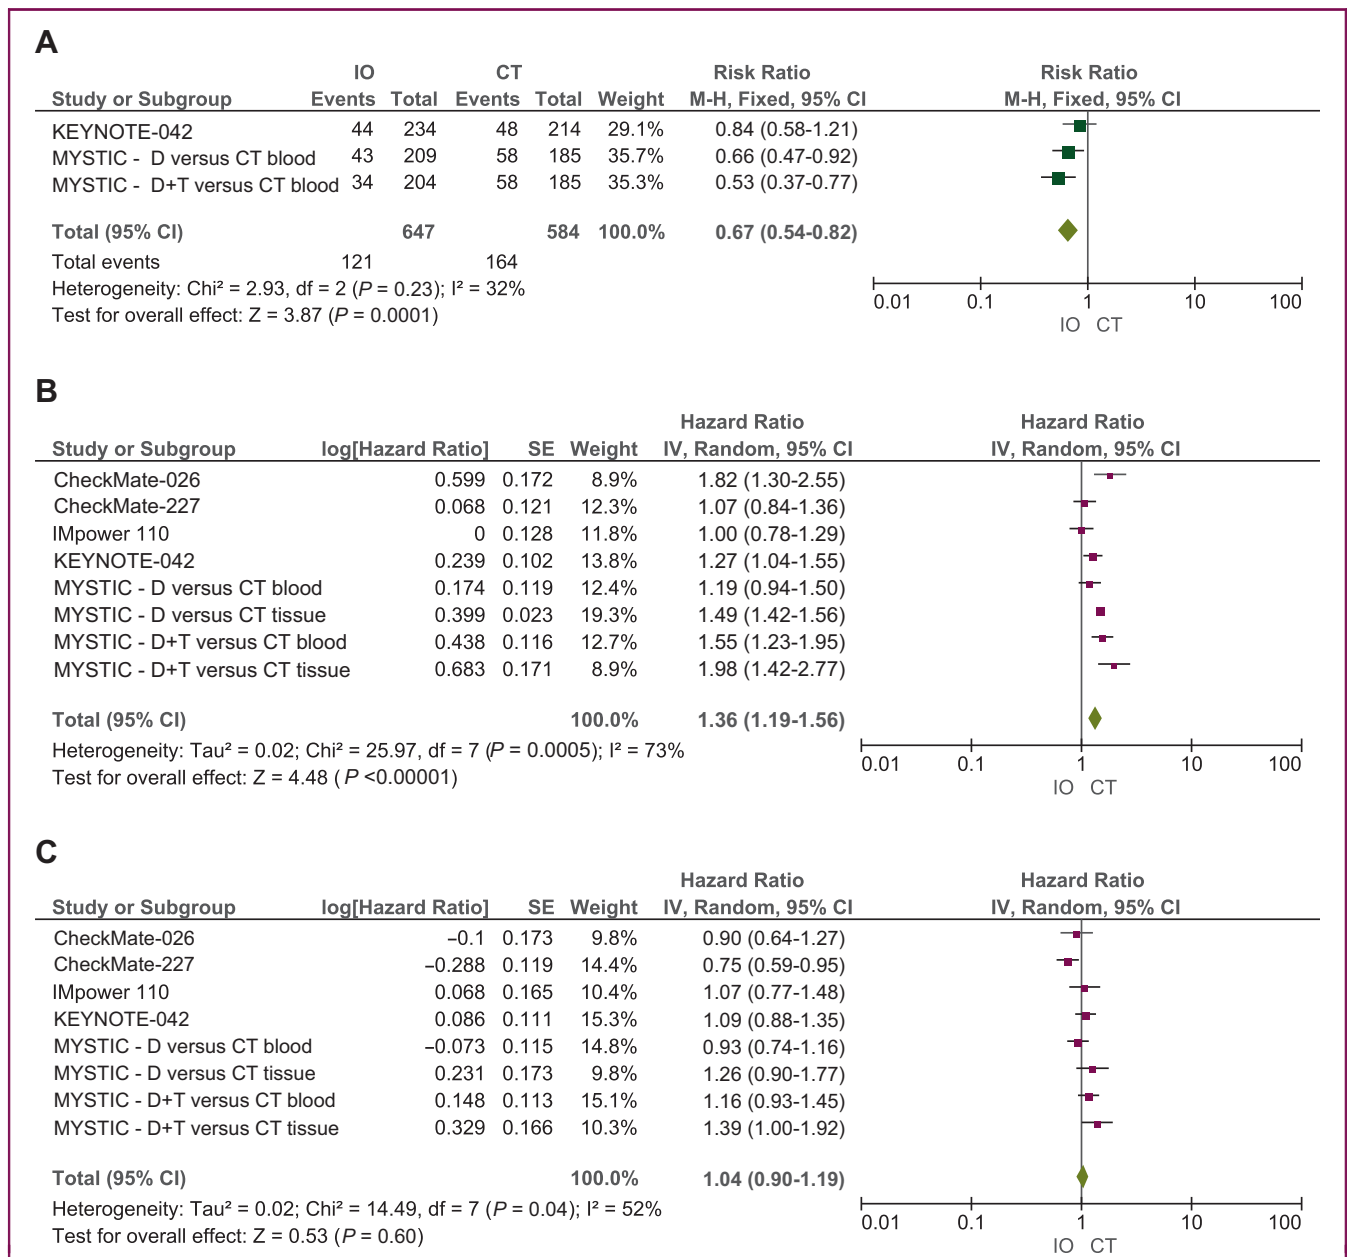 A
IO CT Risk Ratio Risk Ratio
Study or Subgroup Events Total Events Total Weight M-H, Fixed, 95% CI M-H, Fixed, 95% CI
KEYNOTE-042 44 234 48 214 29.1% 0.84 (0.58-1.21)
MYSTIC - D versus CT blood 43 209 58 185 35.7% 0.66 (0.47-0.92)
MYSTIC - D+T versus CT blood 34 204 58 185 35.3% 0.53 (0.37-0.77)
Total (95% CI) 647 584 100.0% 0.67 (0.54-0.82)
Total events 121 164
Heterogeneity: Chi² = 2.93, df = 2 (P = 0.23); I² = 32%
Test for overall effect: Z = 3.87 (P = 0.0001)
0.01 0.1 1 10 100
IO CT
B
Hazard Ratio Hazard Ratio
Study or Subgroup log[Hazard Ratio] SE Weight IV, Random, 95% CI IV, Random, 95% CI
CheckMate-026 0.599 0.172 8.9% 1.82 (1.30-2.55)
CheckMate-227 0.068 0.121 12.3% 1.07 (0.84-1.36)
IMpower 110 0 0.128 11.8% 1.00 (0.78-1.29)
KEYNOTE-042 0.239 0.102 13.8% 1.27 (1.04-1.55)
MYSTIC - D versus CT blood 0.174 0.119 12.4% 1.19 (0.94-1.50)
MYSTIC - D versus CT tissue 0.399 0.023 19.3% 1.49 (1.42-1.56)
MYSTIC - D+T versus CT blood 0.438 0.116 12.7% 1.55 (1.23-1.95)
MYSTIC - D+T versus CT tissue 0.683 0.171 8.9% 1.98 (1.42-2.77)
Total (95% CI) 100.0% 1.36 (1.19-1.56)
Heterogeneity: Tau² = 0.02; Chi² = 25.97, df = 7 (P = 0.0005); I² = 73%
Test for overall effect: Z = 4.48 (P <0.00001)
0.01 0.1 1 10 100
IO CT
C
Hazard Ratio Hazard Ratio
Study or Subgroup log[Hazard Ratio] SE Weight IV, Random, 95% CI IV, Random, 95% CI
CheckMate-026 –0.1 0.173 9.8% 0.90 (0.64-1.27)
CheckMate-227 –0.288 0.119 14.4% 0.75 (0.59-0.95)
IMpower 110 0.068 0.165 10.4% 1.07 (0.77-1.48)
KEYNOTE-042 0.086 0.111 15.3% 1.09 (0.88-1.35)
MYSTIC - D versus CT blood –0.073 0.115 14.8% 0.93 (0.74-1.16)
MYSTIC - D versus CT tissue 0.231 0.173 9.8% 1.26 (0.90-1.77)
MYSTIC - D+T versus CT blood 0.148 0.113 15.1% 1.16 (0.93-1.45)
MYSTIC - D+T versus CT tissue 0.329 0.166 10.3% 1.39 (1.00-1.92)
Total (95% CI) 100.0% 1.04 (0.90-1.19)
Heterogeneity: Tau² = 0.02; Chi² = 14.49, df = 7 (P = 0.04); I² = 52%
Test for overall effect: Z = 0.53 (P = 0.60)
0.01 0.1 1 10 100
IO CT